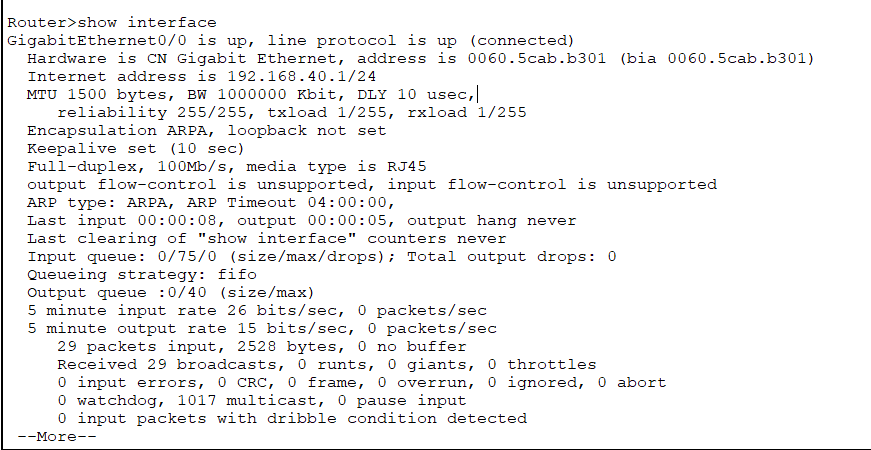 Router>show interface
GigabitEthernet0/0 is up, line protocol is up (connected)
Hardware is CN Gigabit Ethernet, address is 0060.5cab.b301 (bia 0060.5cab.b301)
Internet address is 192.168.40.1/24
MTU 1500 bytes, BW 1000000 Kbit, DLY 10 usec,
reliability 255/255, txload 1/255, rxload 1/255
Encapsulation ARPA, loopback not set
Keepalive set (10 sec)
Full-duplex, 100Mb/s, media type is RJ45
output flow-control is unsupported, input flow-control is unsupported
ARP type: ARPA, ARP Timeout 04:00:00,
Last input 00:00:08, output 00:00:05, output hang never
Last clearing of "show interface" counters never
Input queue: 0/75/0 (size/max/drops); Total output drops: 0
Queueing strategy: fifo
Output queue :0/40 (size/max)
5 minute input rate 26 bits/sec, 0 packets/sec
5 minute output rate 15 bits/sec, 0 packets/sec
29 packets input, 2528 bytes, 0 no buffer
Received 29 broadcasts, 0 runts, 0 giants, 0 throttles
0 input errors, 0 CRC, 0 frame, 0 overrun, 0 ignored, 0 abort
0 watchdog, 1017 multicast, 0 pause input
0 input packets with dribble condition detected
--More--